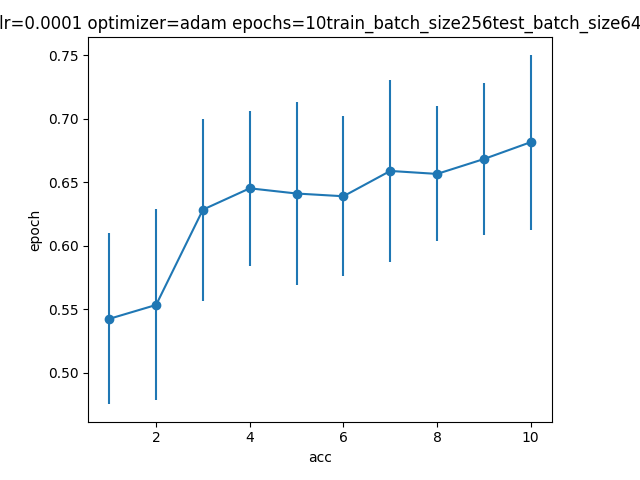 lr=0.0001 optimizer=adam epochs=10train_batch_size256test_batch_size64
0.75
0.70
0.65
0.60
0.55
0.50
epoch
2 4 6 8 10
acc